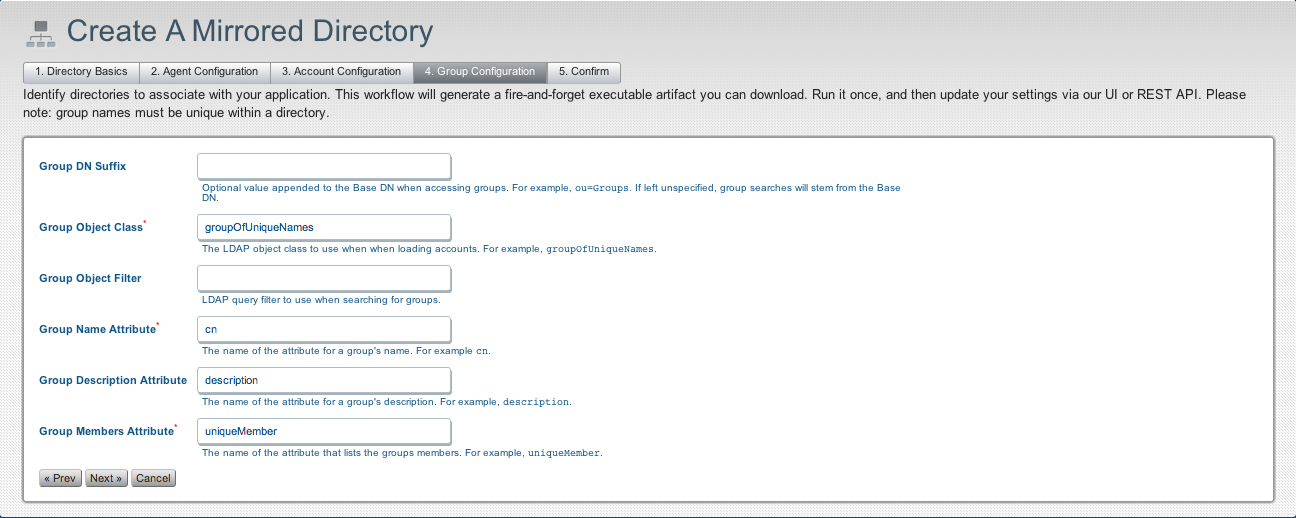 Create A Mirrored Directory
1. Directory Basics 2. Agent Configuration 3. Account Configuration 4. Group Configuration 5. Confirm
Identify directories to associate with your application. This workflow will generate a fire-and-forget executable artifact you can download. Run it once, and then update your settings via our UI or REST API. Please
note: group names must be unique within a directory.
Group DN Suffix
Optional value appended to the Base DN when accessing groups. For example, ou=Groups. If left unspecified, group searches will stem from the Base
DN.
Group Object Class* groupOfUniqueNames
The LDAP object class to use when when loading accounts. For example, groupOfUniqueNames.
Group Object Filter
LDAP query filter to use when searching for groups.
Group Name Attribute* cn
The name of the attribute for a group's name. For example cn.
Group Description Attribute description
The name of the attribute for a group's description. For example, description.
Group Members Attribute* uniqueMember
The name of the attribute that lists the groups members. For example, uniqueMember.
« Prev Next » Cancel